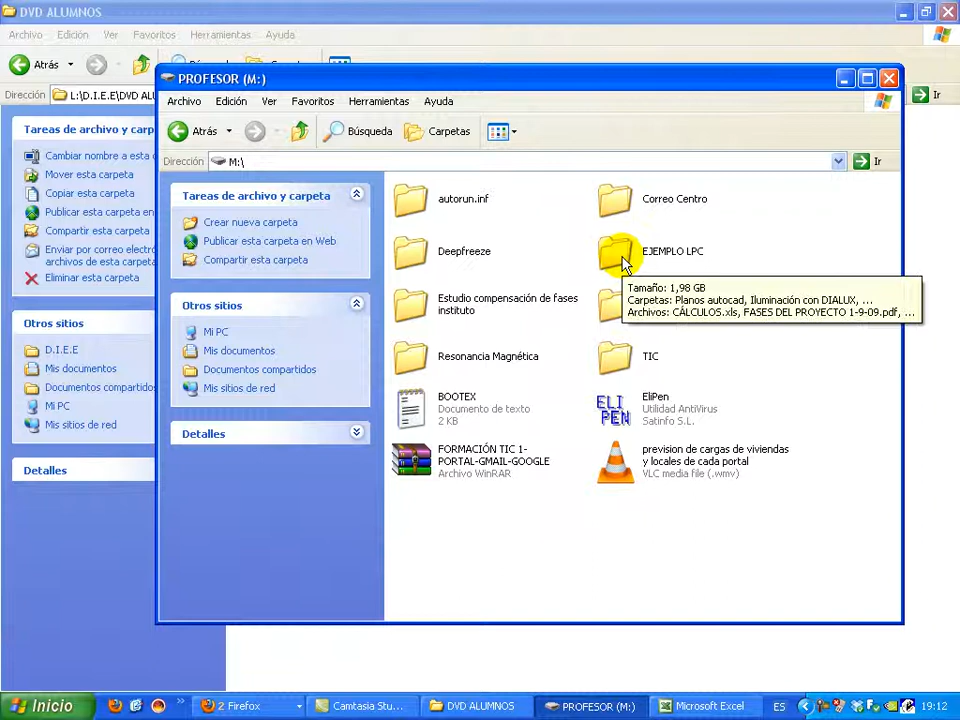 DVD ALUMNOS
Archivo Edición Ver Favoritos Herramientas Ayuda
Atrás
Dirección L:\D.I.E.E\DVD AL Ir
Tareas de archivo y carp
Cambiar nombre a esta
Mover esta carpeta
Copiar esta carpeta
Publicar esta carpeta en
Compartir esta carpeta
Enviar por correo electró
archivos de esta carpeta
Eliminar esta carpeta
Otros sitios
D.I.E.E
Mis documentos
Documentos compartidos
Mi PC
Mis sitios de red
Detalles
PROFESOR (M:)
Archivo Edición Ver Favoritos Herramientas Ayuda
Atrás Búsqueda Carpetas
Dirección M:\ Ir
Tareas de archivo y carpeta
Crear nueva carpeta
Publicar esta carpeta en Web
Compartir esta carpeta
Otros sitios
Mi PC
Mis documentos
Documentos compartidos
Mis sitios de red
Detalles
autorun.inf
Correo Centro
Deepfreeze
EJEMPLO LPC
Tamaño: 1,98 GB
Carpetas: Planos autocad, Iluminación con DIALUX, ...
Archivos: CÁLCULOS.xls, FASES DEL PROYECTO 1-9-09.pdf, ...
Estudio compensación de fases
instituto
Resonancia Magnética
TIC
BOOTEX
Documento de texto
2 KB
EliPen
Utilidad AntiVirus
Satinfo S.L.
ELI
PEN
FORMACIÓN TIC 1-
PORTAL-GMAIL-GOOGLE
Archivo WinRAR
prevision de cargas de viviendas
y locales de cada portal
VLC media file (.wmv)
Inicio 2 Firefox Camtasia Stu... DVD ALUMNOS PROFESOR (M:) Microsoft Excel ES 19:12